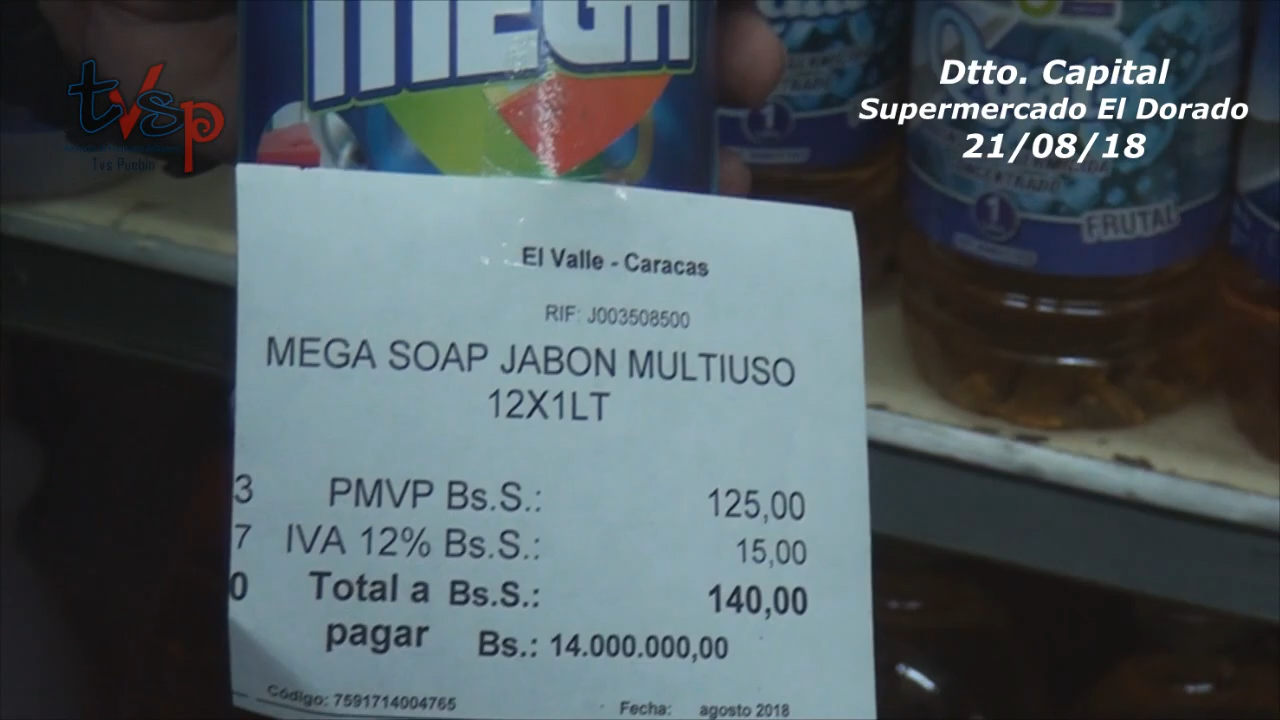 MEGA
tvsp
Tvs Pueblo
Dtto. Capital
Supermercado El Dorado
21/08/18
1
1
FRUTAL
El Valle - Caracas
RIF: J003508500
MEGA SOAP JABON MULTIUSO
12X1LT
3 PMVP Bs.S.: 125,00
7 IVA 12% Bs.S.: 15,00
0 Total a Bs.S.: 140,00
pagar Bs.: 14.000.000,00
Código: 7591714004765 Fecha: agosto 2018